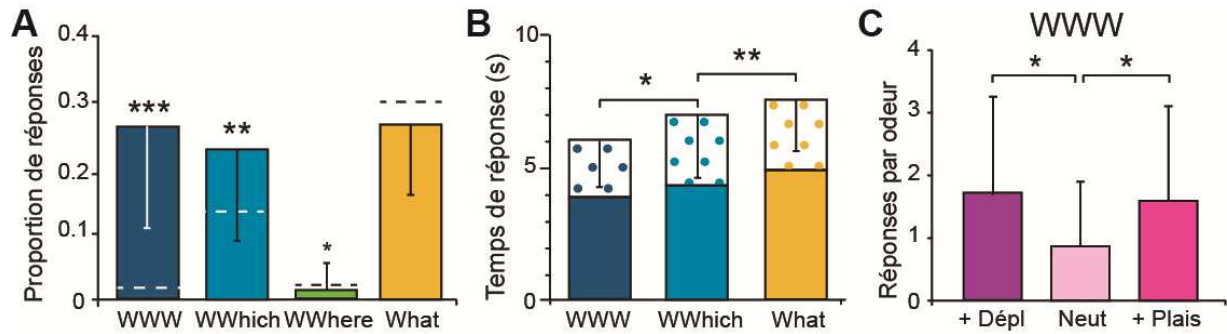 A
Proportion de réponses
0.4
0.3
0.2
0.1
0
***
**
*
WWW
WWhich
WWhere
What
B
Temps de réponse (s)
10
5
0
*
**
WWW
WWhich
What
C
WWW
Réponses par odeur
4
3
2
1
0
*
*
+ Dépl
Neut
+ Plais